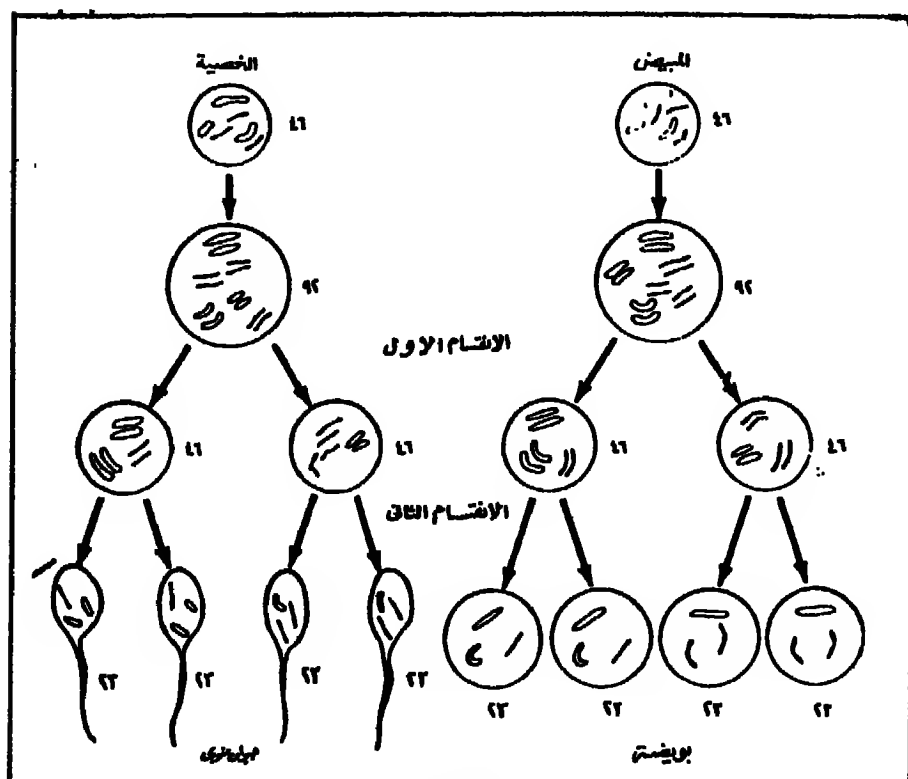 الخصية المبيض
٤٦ ٤٦
٩٢ ٩٢
الانقسام الاول
٤٦ ٤٦ ٤٦ ٤٦
الانقسام الثاني
٢٣ ٢٣ ٢٣ ٢٣ ٢٣ ٢٣ ٢٣ ٢٣
بويضة